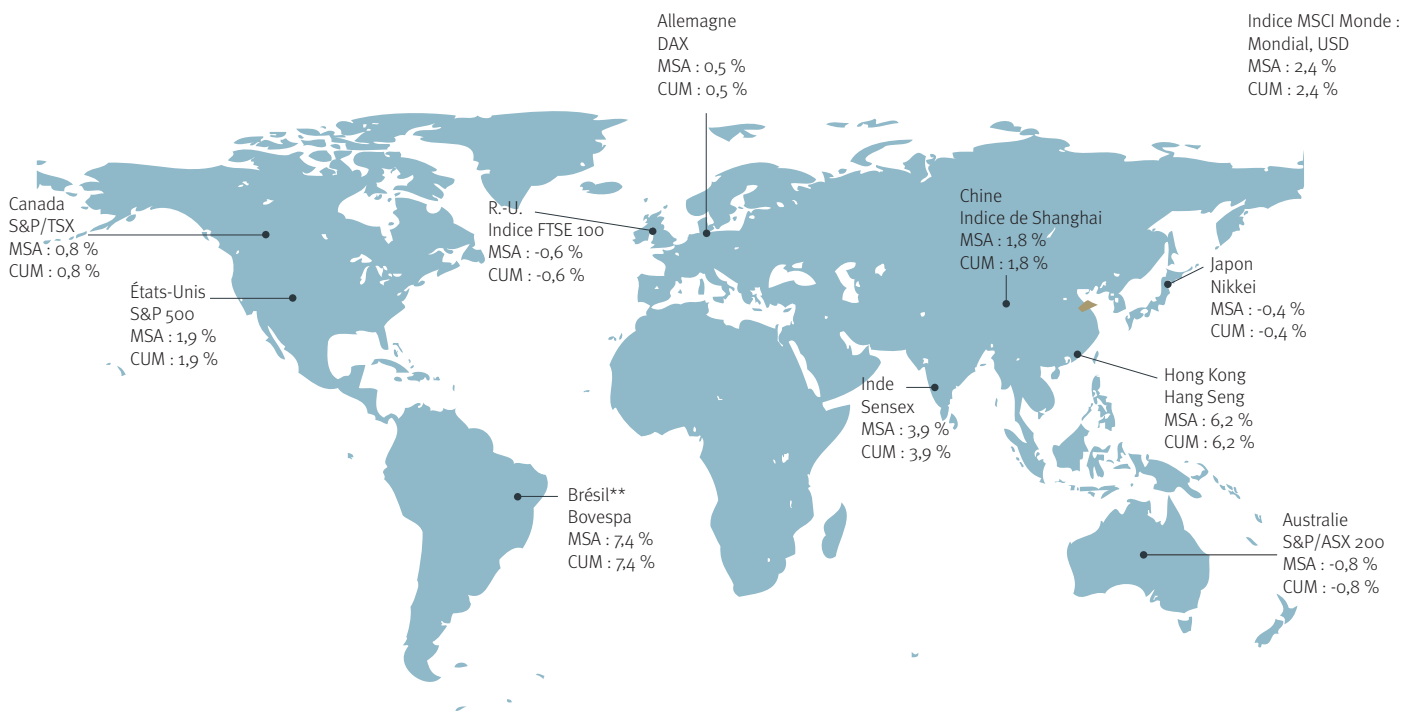 Allemagne
DAX
MSA : 0,5 %
CUM : 0,5 %
Indice MSCI Monde :
Mondial, USD
MSA : 2,4 %
CUM : 2,4 %
Canada
S&P/TSX
MSA : 0,8 %
CUM : 0,8 %
R.-U.
Indice FTSE 100
MSA : -0,6 %
CUM : -0,6 %
Chine
Indice de Shanghai
MSA : 1,8 %
CUM : 1,8 %
Japon
Nikkei
MSA : -0,4 %
CUM : -0,4 %
États-Unis
S&P 500
MSA : 1,9 %
CUM : 1,9 %
Inde
Sensex
MSA : 3,9 %
CUM : 3,9 %
Hong Kong
Hang Seng
MSA : 6,2 %
CUM : 6,2 %
Brésil**
Bovespa
MSA : 7,4 %
CUM : 7,4 %
Australie
S&P/ASX 200
MSA : -0,8 %
CUM : -0,8 %